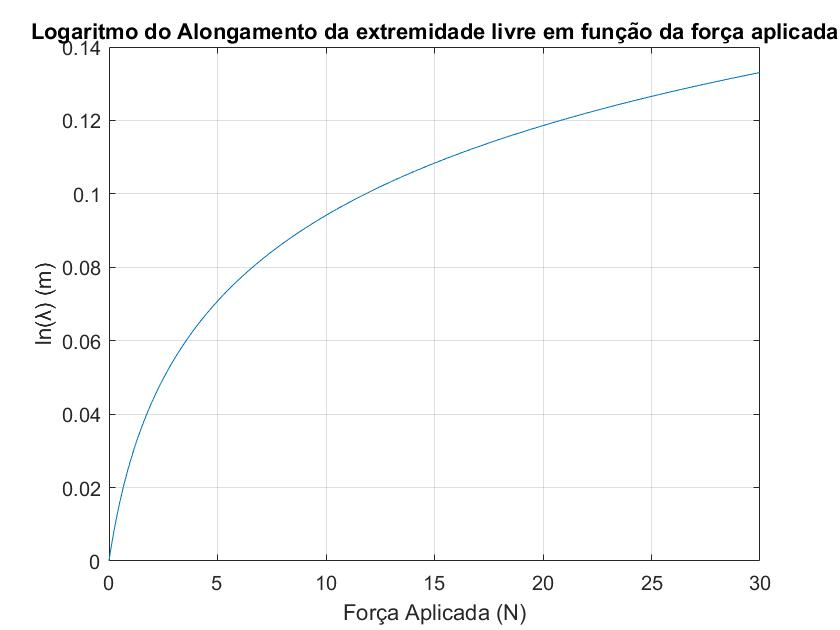 Logaritmo do Alongamento da extremidade livre em função da força aplicada
0.14
0.12
0.1
0.08
0.06
0.04
0.02
0
ln(λ) (m)
0 5 10 15 20 25 30
Força Aplicada (N)